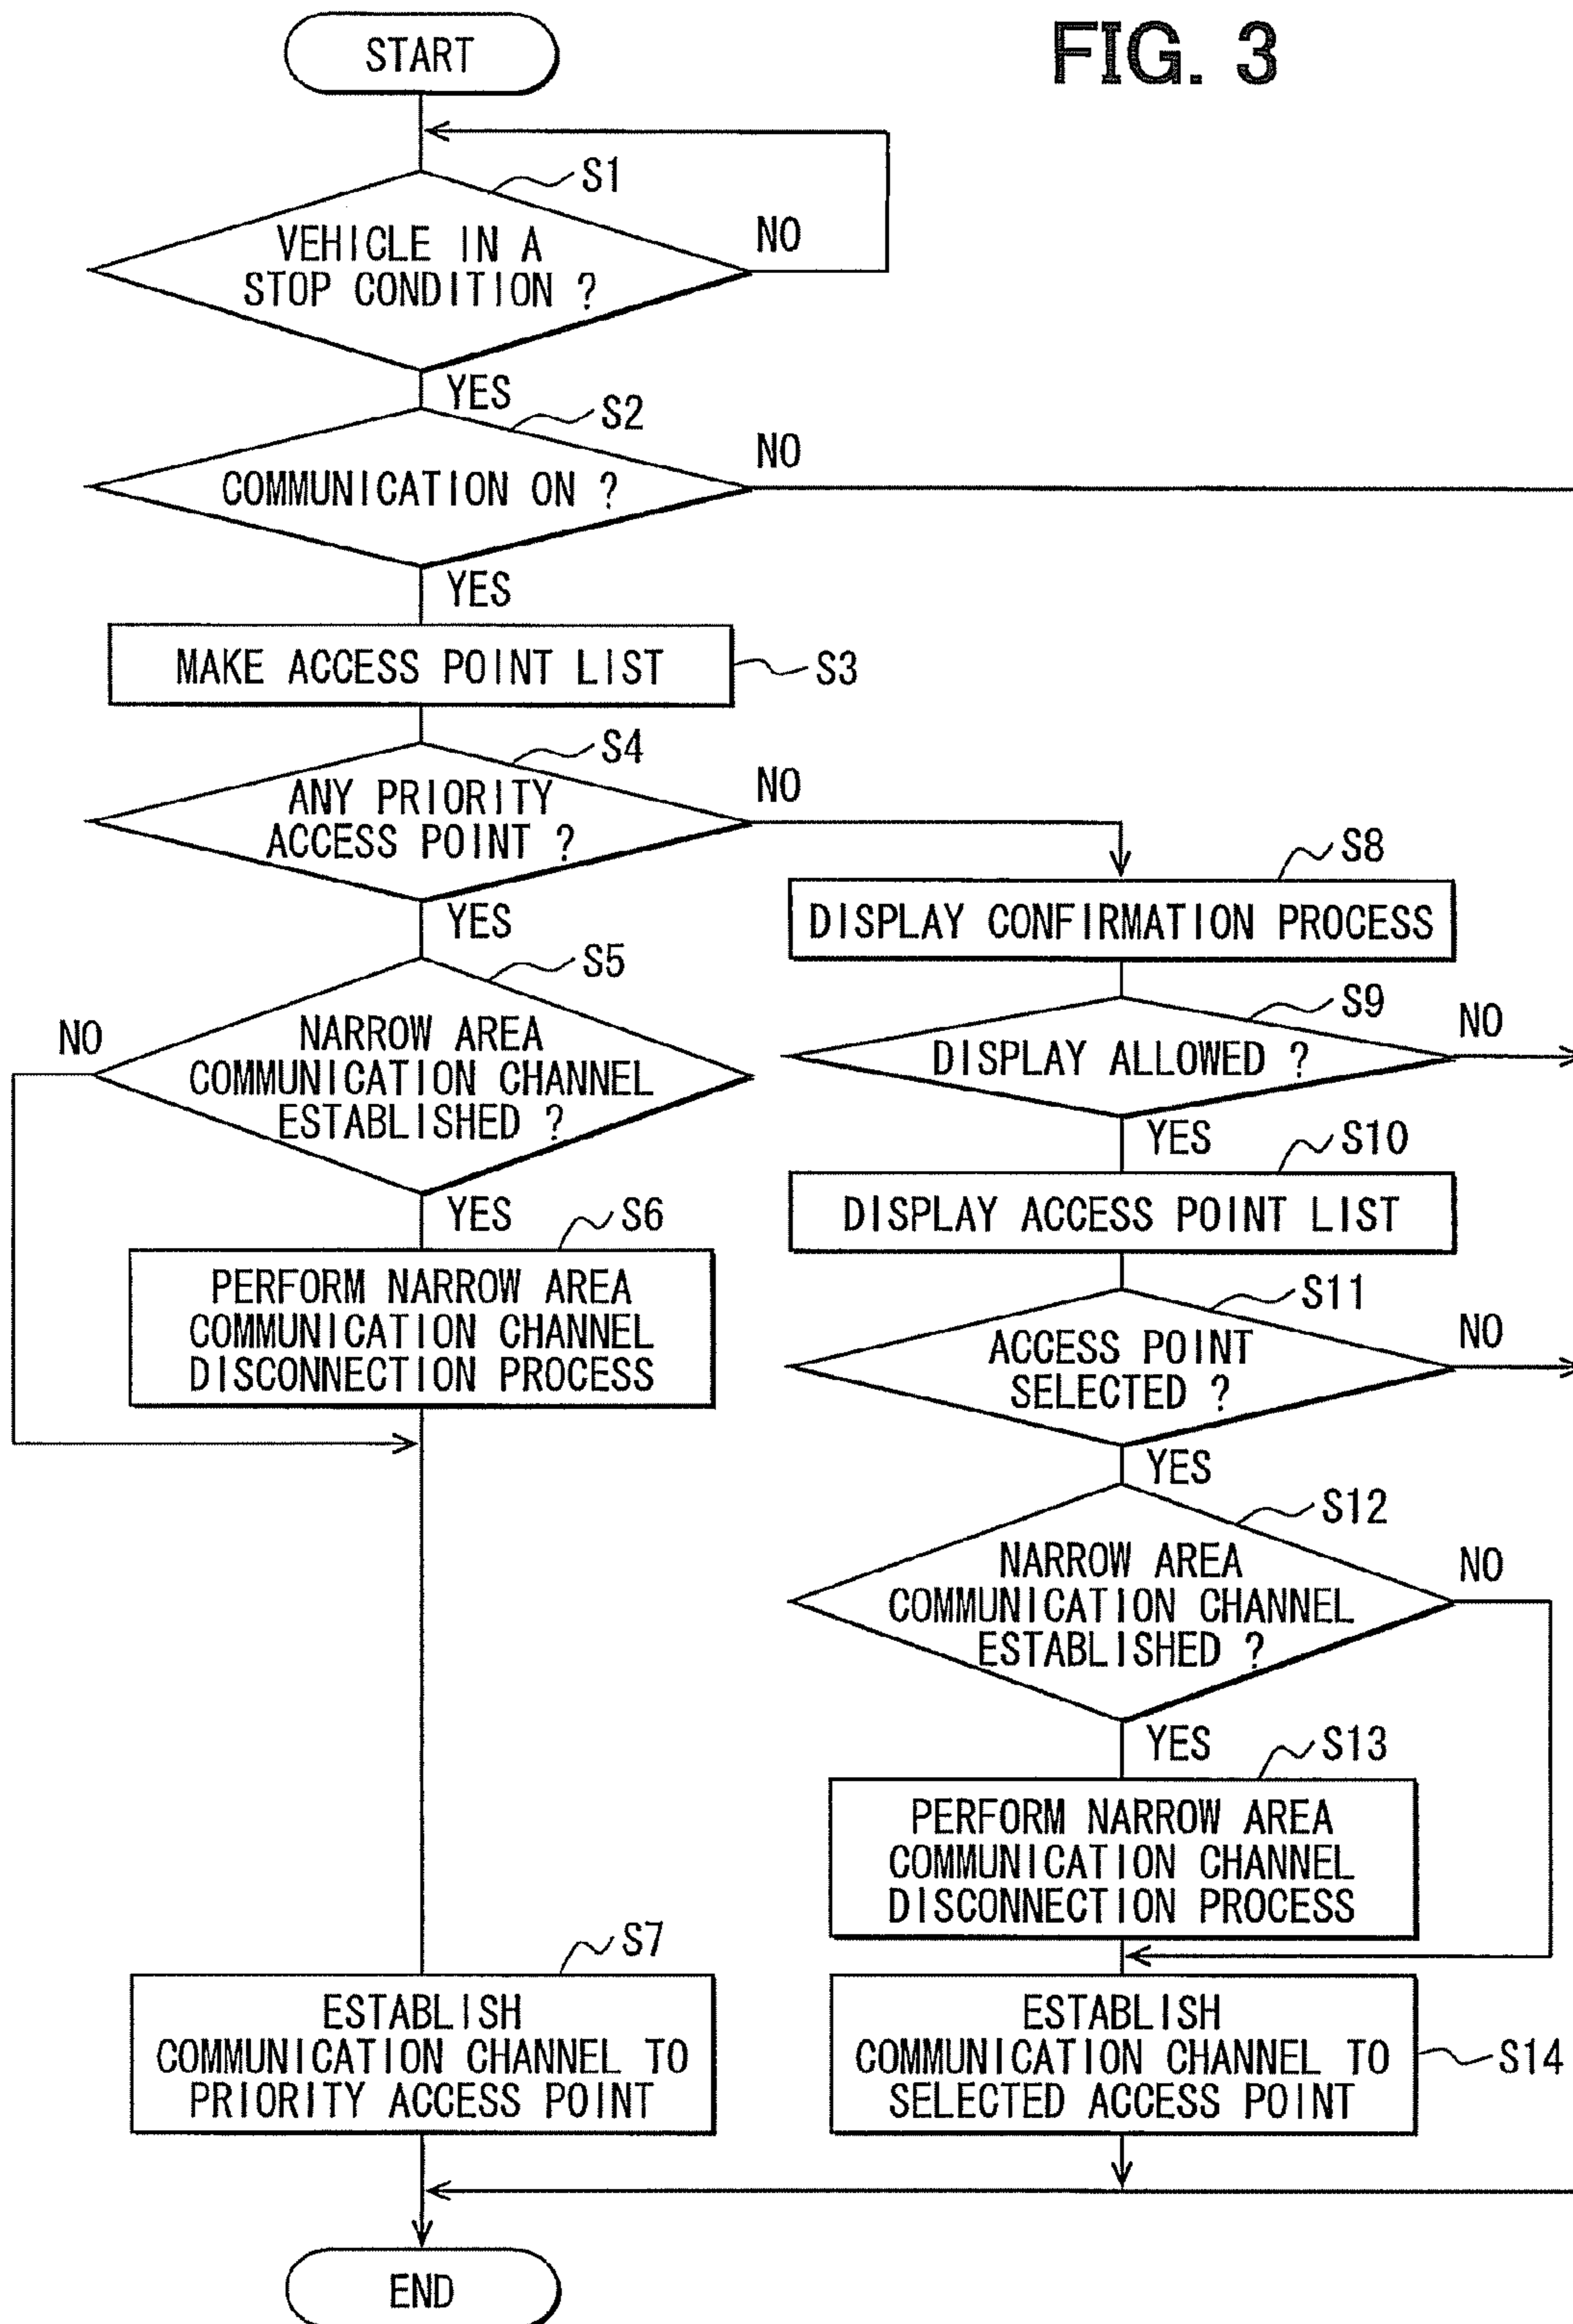 FIG. 3
START
S1
VEHICLE IN A
STOP CONDITION ?
NO
YES
S2
COMMUNICATION ON ?
NO
YES
MAKE ACCESS POINT LIST
S3
S4
ANY PRIORITY
ACCESS POINT ?
NO
YES
S5
NARROW AREA
COMMUNICATION CHANNEL
ESTABLISHED ?
NO
YES
S6
PERFORM NARROW AREA
COMMUNICATION CHANNEL
DISCONNECTION PROCESS
S7
ESTABLISH
COMMUNICATION CHANNEL TO
PRIORITY ACCESS POINT
S8
DISPLAY CONFIRMATION PROCESS
S9
DISPLAY ALLOWED ?
NO
YES
S10
DISPLAY ACCESS POINT LIST
S11
ACCESS POINT
SELECTED ?
NO
YES
S12
NARROW AREA
COMMUNICATION CHANNEL
ESTABLISHED ?
NO
YES
S13
PERFORM NARROW AREA
COMMUNICATION CHANNEL
DISCONNECTION PROCESS
ESTABLISH
COMMUNICATION CHANNEL TO
SELECTED ACCESS POINT
S14
END